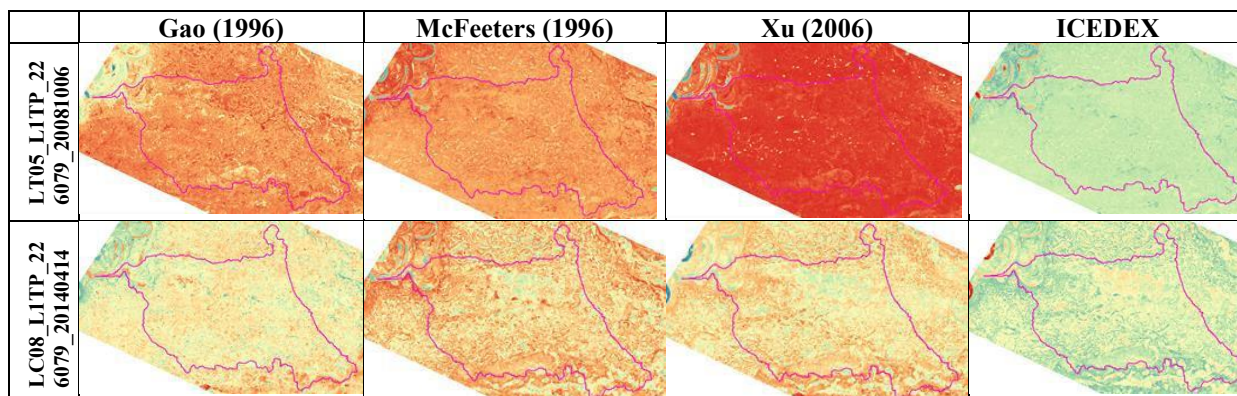 Gao (1996) McFeeters (1996) Xu (2006) ICEDEX
LT05_L1TP_22
6079_20081006
LC08_L1TP_22
6079_20140414